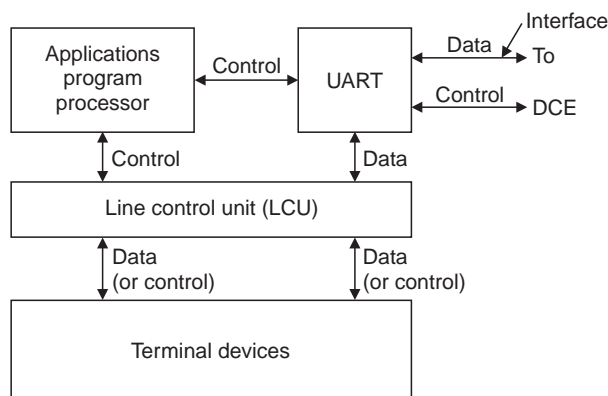 Interface
Applications
program
processor
Control
UART
Data
To
Control
DCE
Control
Data
Line control unit (LCU)
Data
(or control)
Data
(or control)
Terminal devices